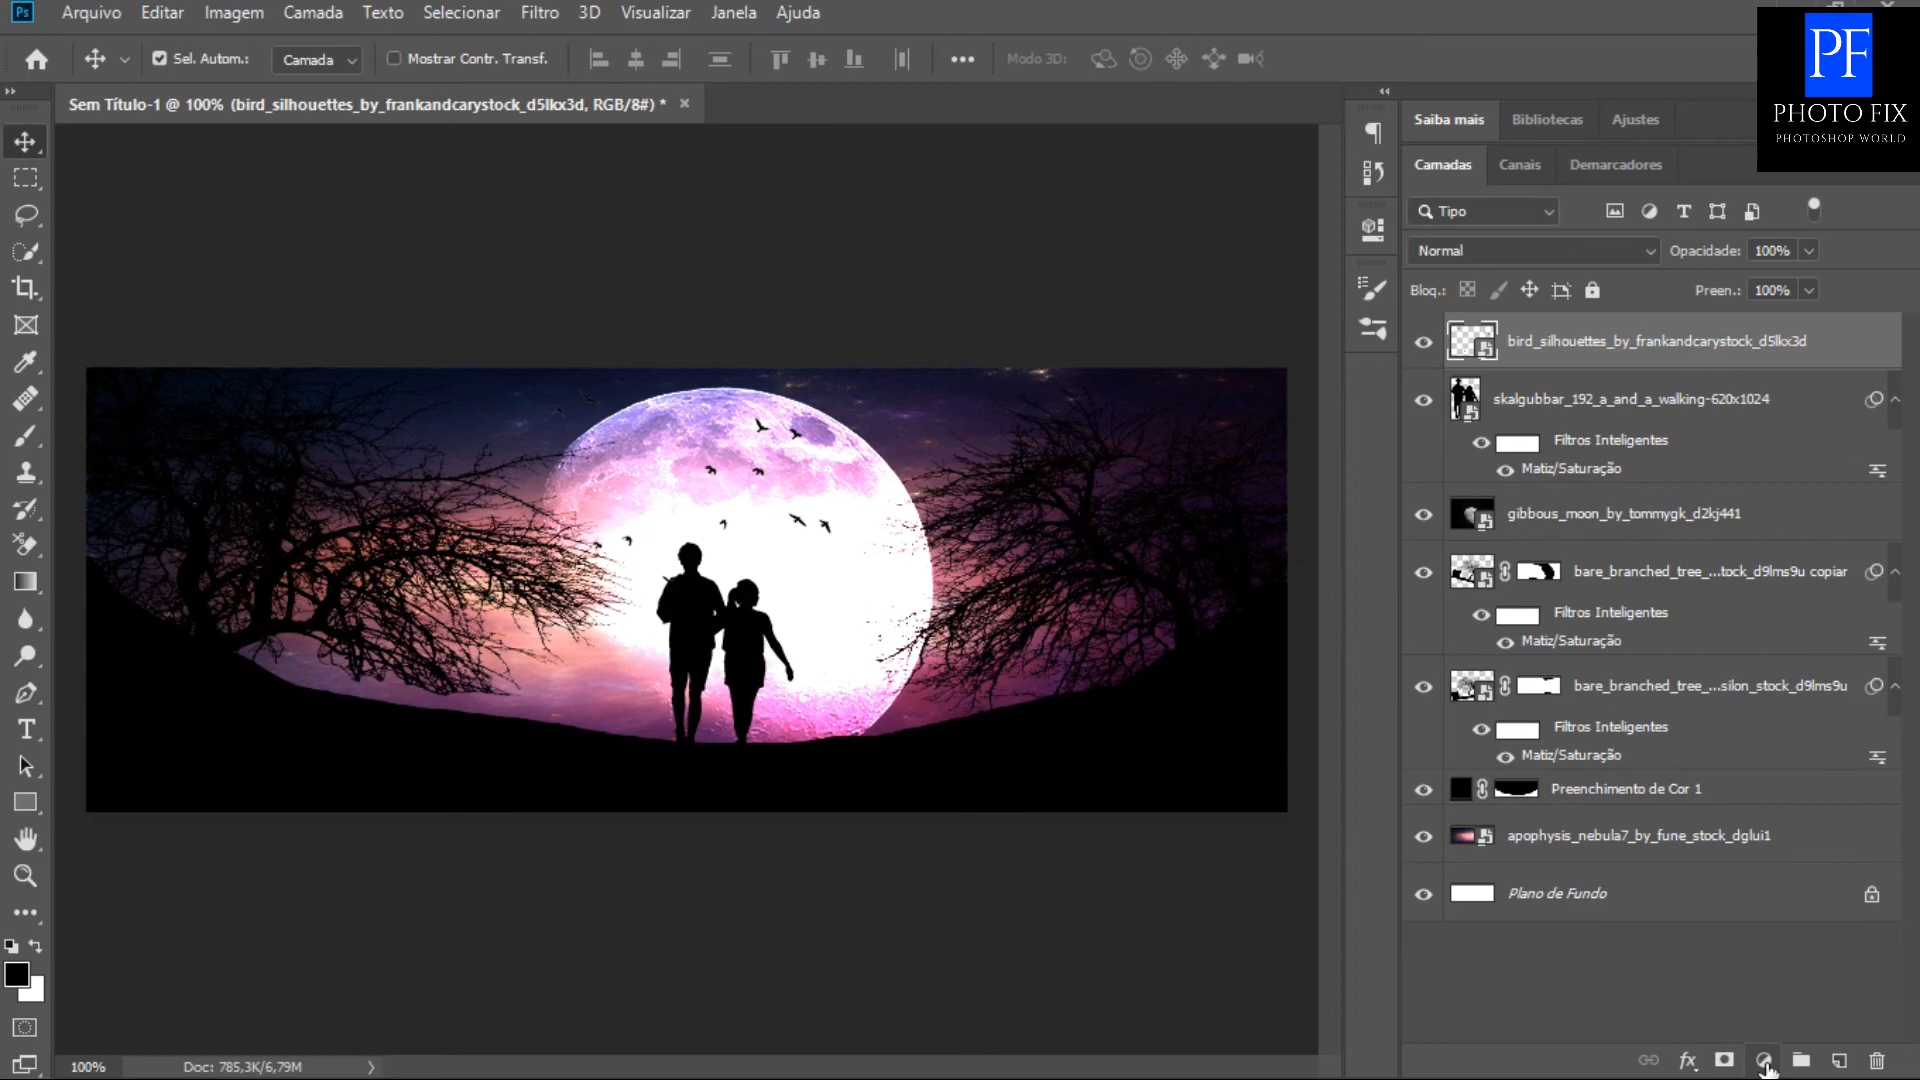 Ps Arquivo Editar Imagem Camada Texto Selecionar Filtro 3D Visualizar Janela Ajuda
Sel. Autom.: Camada Mostrar Contr. Transf. Modo 3D:
PF
PHOTO FIX
PHOTOSHOP WORLD
Sem Título-1 @ 100% (bird_silhouettes_by_frankandcarystock_d5lkx3d, RGB/8#) *
Saiba mais Bibliotecas Ajustes
Camadas Canais Demarcadores
Tipo
Normal Opacidade: 100%
Bloq.: Preen.: 100%
bird_silhouettes_by_frankandcarystock_d5lkx3d
skalgubbar_192_a_and_a_walking-620x1024
Filtros Inteligentes
Matiz/Saturação
gibbous_moon_by_tommygk_d2kj441
bare_branched_tree_...tock_d9lms9u copiar
Filtros Inteligentes
Matiz/Saturação
bare_branched_tree_...silon_stock_d9lms9u
Filtros Inteligentes
Matiz/Saturação
Preenchimento de Cor 1
apophysis_nebula7_by_fune_stock_dglui1
Plano de Fundo
100% Doc: 785,3K/6,79M
fx